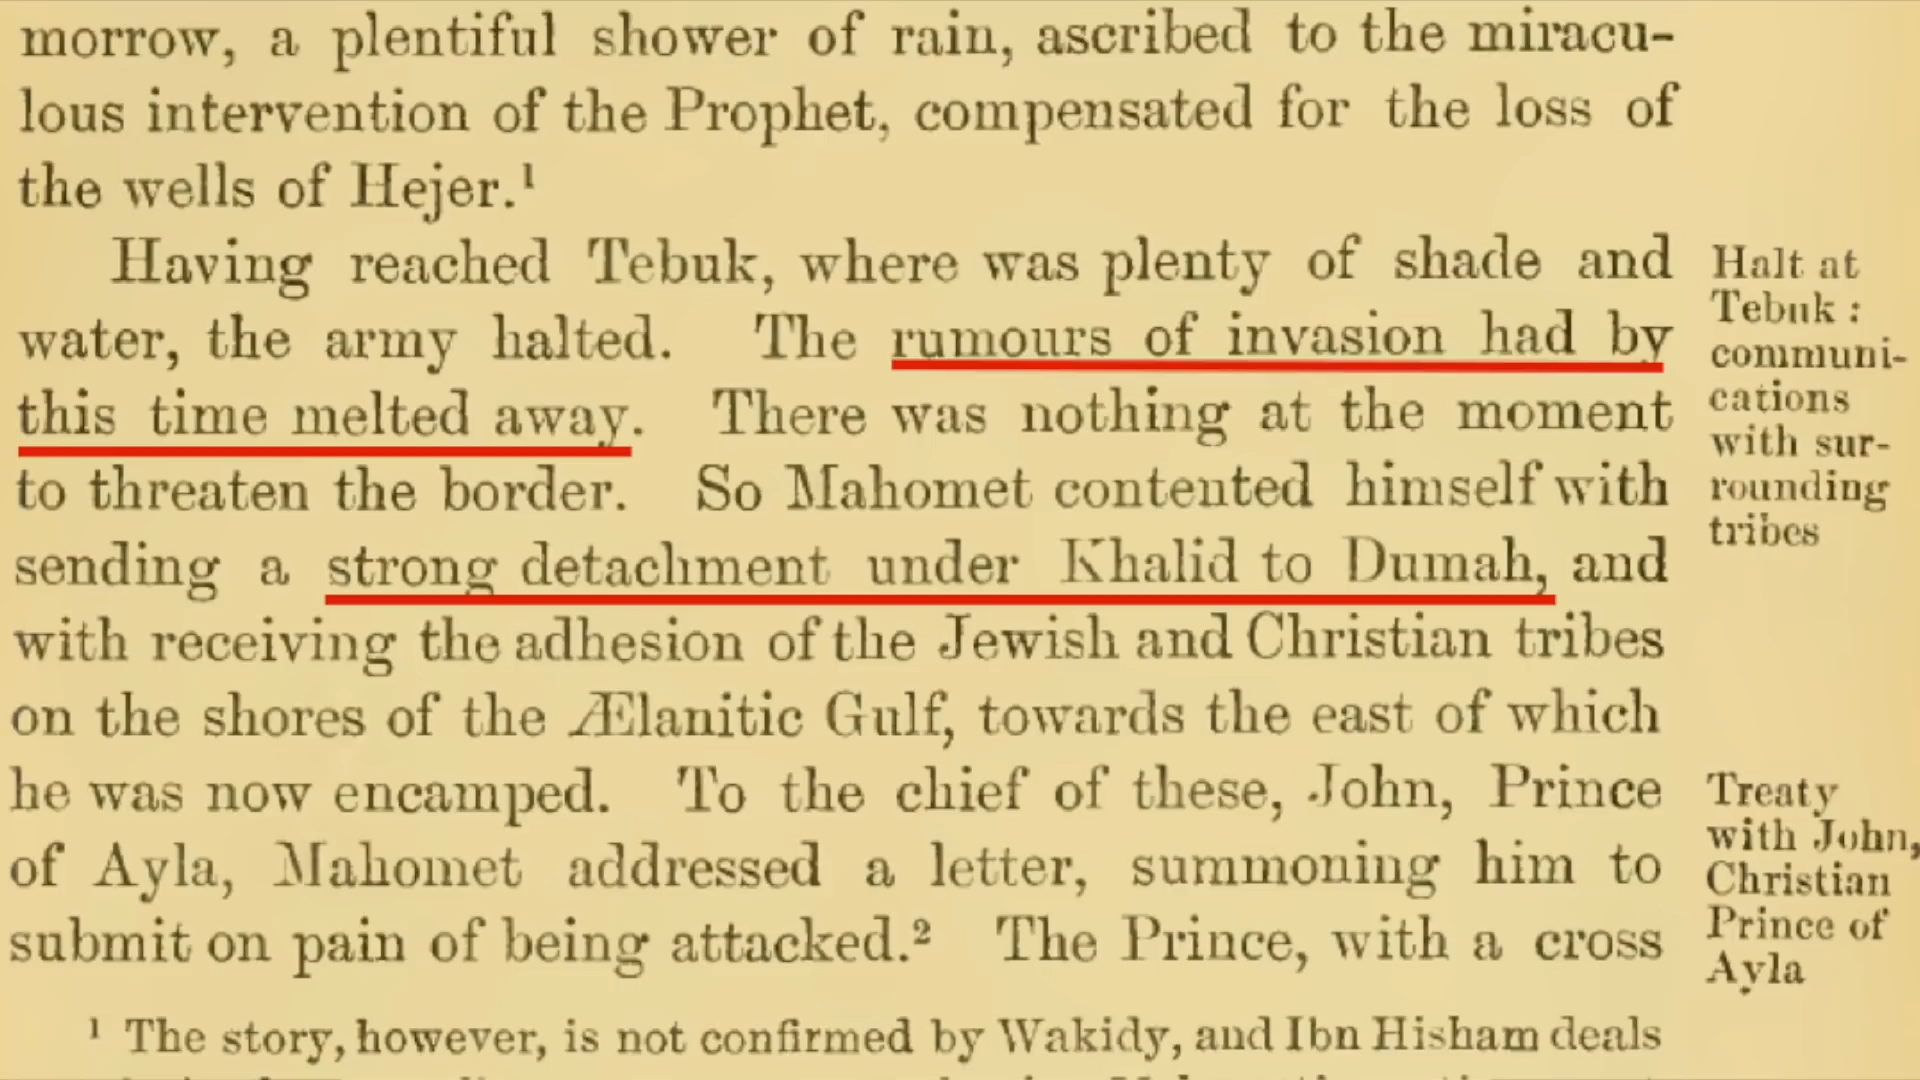 morrow, a plentiful shower of rain, ascribed to the miracu-
lous intervention of the Prophet, compensated for the loss of
the wells of Hejer.¹
Having reached Tebuk, where was plenty of shade and
water, the army halted. The rumours of invasion had by
this time melted away. There was nothing at the moment
to threaten the border. So Mahomet contented himself with
sending a strong detachment under Khalid to Dumah, and
with receiving the adhesion of the Jewish and Christian tribes
on the shores of the Ælanitic Gulf, towards the east of which
he was now encamped. To the chief of these, John, Prince
of Ayla, Mahomet addressed a letter, summoning him to
submit on pain of being attacked.² The Prince, with a cross
Halt at
Tebuk :
communi-
cations
with sur-
rounding
tribes
Treaty
with John,
Christian
Prince of
Ayla
¹ The story, however, is not confirmed by Wakidy, and Ibn Hisham deals